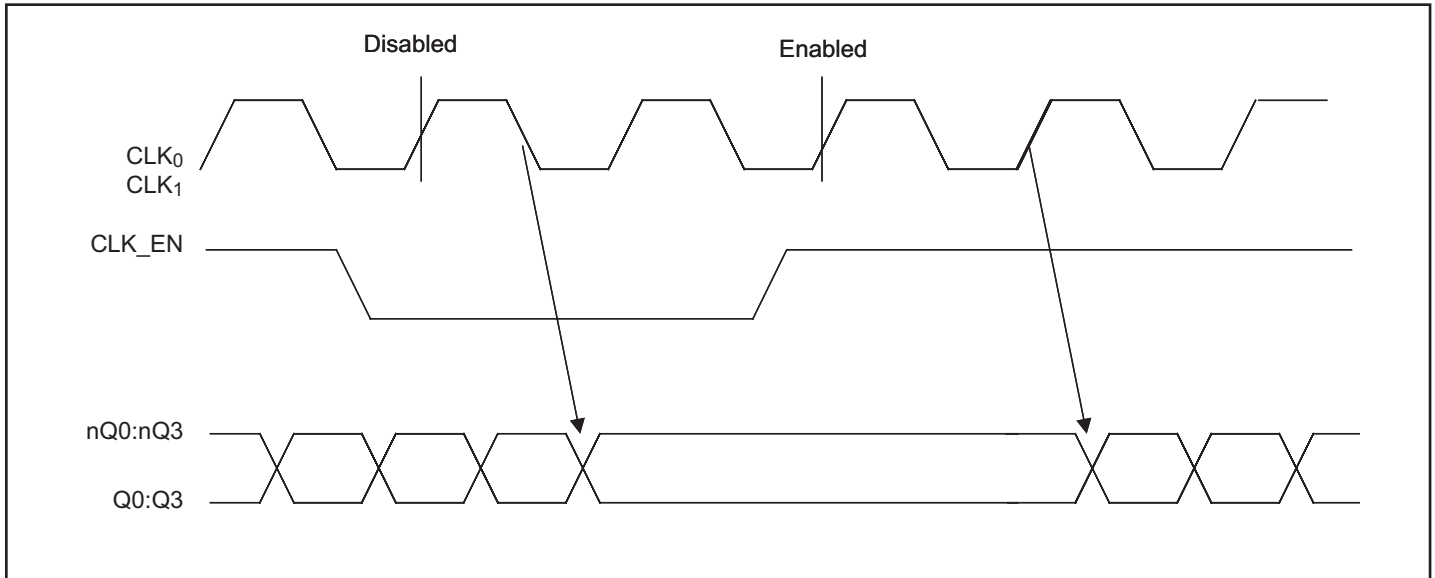 Disabled
Enabled
CLK0
CLK1
CLK_EN
nQ0:nQ3
Q0:Q3